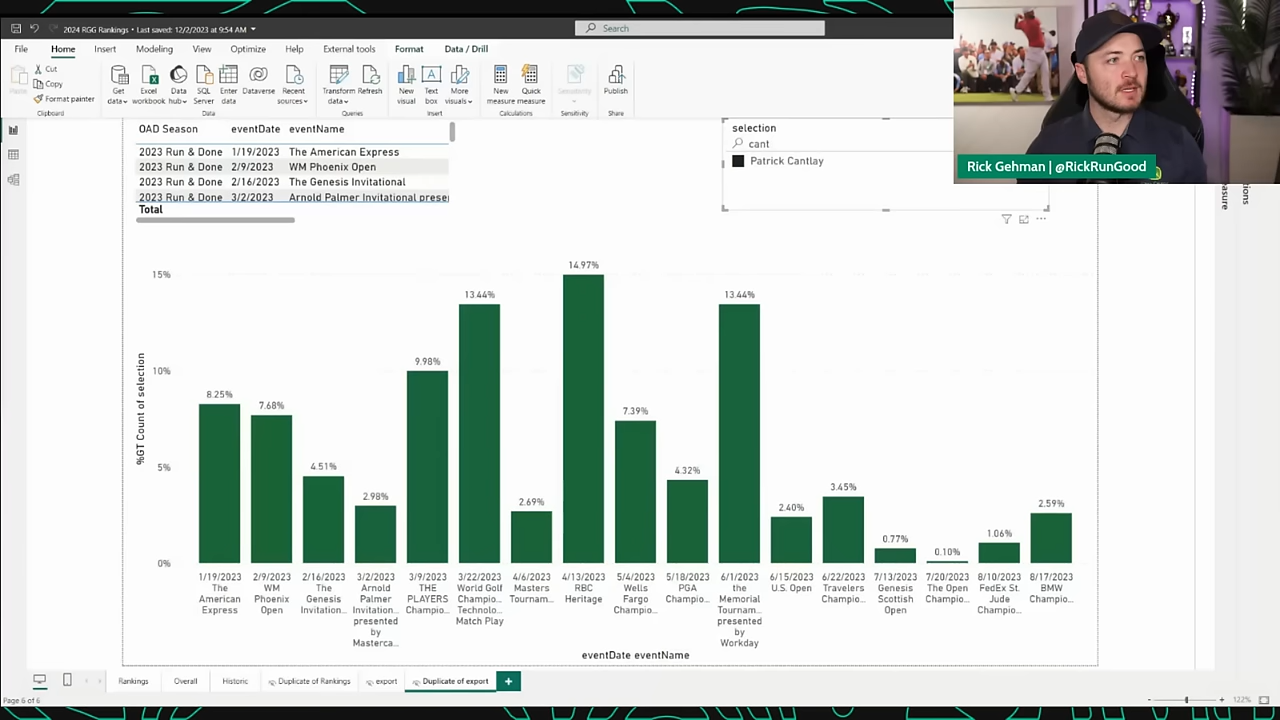 2024 RGG Rankings • Last saved: 12/2/2023 at 9:54 AM
Search
File Home Insert Modeling View Optimize Help External tools Format Data / Drill
Paste
Cut
Copy
Format painter
Get data
Excel workbook
Data hub
SQL Server
Enter data
Dataverse
Recent sources
Transform data
Refresh
New visual
Text box
More visuals
New measure
Quick measure
Sensitivity
Publish
Clipboard Data Queries Insert Calculations Sensitivity Share
Rick Gehman | @RickRunGood
OAD Season eventDate eventName
2023 Run & Done 1/19/2023 The American Express
2023 Run & Done 2/9/2023 WM Phoenix Open
2023 Run & Done 2/16/2023 The Genesis Invitational
2023 Run & Done 3/2/2023 Arnold Palmer Invitational prese
Total
selection
cant
Patrick Cantlay
%GT Count of selection
15%
10%
5%
0%
8.25%
7.68%
4.51%
2.98%
9.98%
13.44%
2.69%
14.97%
7.39%
4.32%
13.44%
2.40%
3.45%
0.77%
0.10%
1.06%
2.59%
1/19/2023 The American Express
2/9/2023 WM Phoenix Open
2/16/2023 The Genesis Invitation...
3/2/2023 Arnold Palmer Invitation... presented by Masterca...
3/9/2023 THE PLAYERS Champio...
3/22/2023 World Golf Champio... Technolo... Match Play
4/6/2023 Masters Tournam...
4/13/2023 RBC Heritage
5/4/2023 Wells Fargo Champio...
5/18/2023 PGA Champio...
6/1/2023 the Memorial Tournam... presented by Workday
6/15/2023 U.S. Open
6/22/2023 Travelers Champio...
7/13/2023 Genesis Scottish Open
7/20/2023 The Open Champio...
8/10/2023 FedEx St. Jude Champio...
8/17/2023 BMW Champio...
eventDate eventName
Rankings Overall Historic Duplicate of Rankings export Duplicate of export
Page 6 of 6
122%